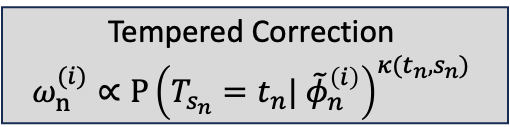 Tempered Correction
ω_n^(i) ∝ P(T_{s_n} = t_n| ϕ̃_n^(i))^{κ(t_n,s_n)}